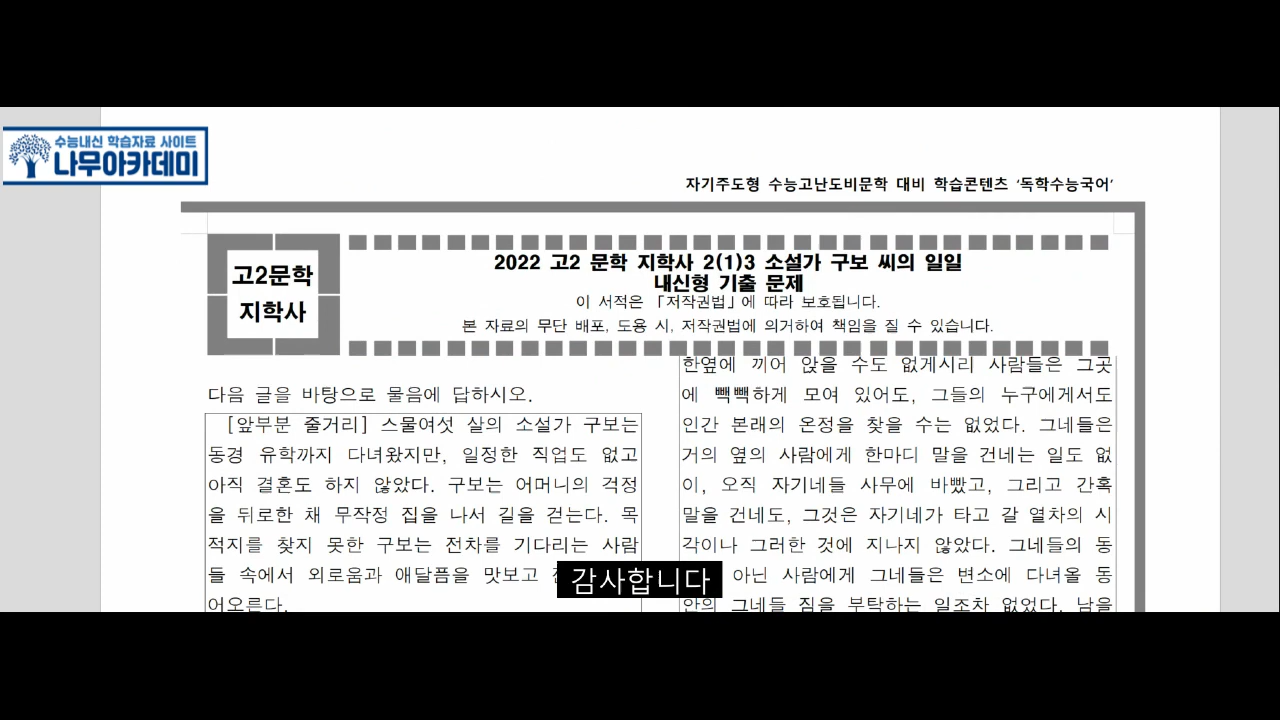 수능내신 학습자료 사이트
나무아카데미
자기주도형 수능고난도비문학 대비 학습콘텐츠 '독학수능국어'
고2문학
지학사
2022 고2 문학 지학사 2(1)3 소설가 구보 씨의 일일
내신형 기출 문제
이 서적은 「저작권법」에 따라 보호됩니다.
본 자료의 무단 배포, 도용 시, 저작권법에 의거하여 책임을 질 수 있습니다.
다음 글을 바탕으로 물음에 답하시오.
[앞부분 줄거리] 스물여섯 살의 소설가 구보는
동경 유학까지 다녀왔지만, 일정한 직업도 없고
아직 결혼도 하지 않았다. 구보는 어머니의 걱정
을 뒤로한 채 무작정 집을 나서 길을 걷는다. 목
적지를 찾지 못한 구보는 전차를 기다리는 사람
들 속에서 외로움과 애달픔을 맛보고
어오른다.
한옆에 끼어 앉을 수도 없게시리 사람들은 그곳
에 빽빽하게 모여 있어도, 그들의 누구에게서도
인간 본래의 온정을 찾을 수는 없었다. 그네들은
거의 옆의 사람에게 한마디 말을 건네는 일도 없
이, 오직 자기네들 사무에 바빴고, 그리고 간혹
말을 건네도, 그것은 자기네가 타고 갈 열차의 시
각이나 그러한 것에 지나지 않았다. 그네들의 동
아닌 사람에게 그네들은 변소에 다녀올 동
안의 그네들 짐을 부탁하는 일조차 없었다. 남을
감사합니다